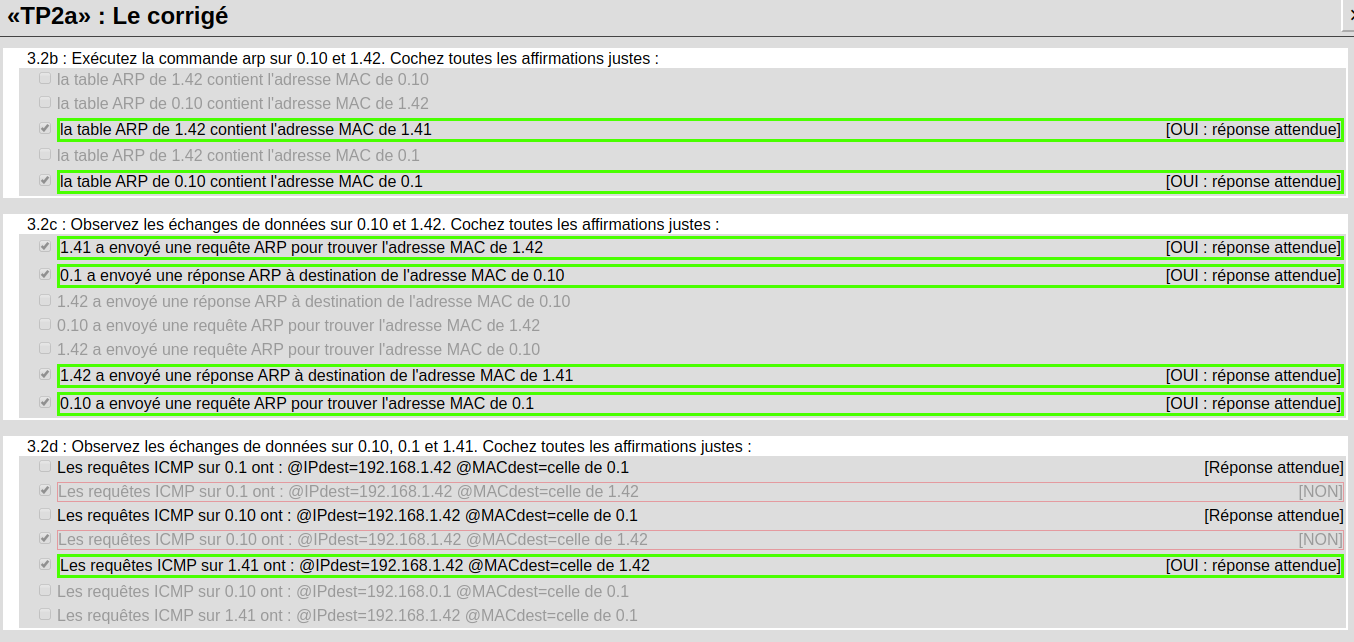 «TP2a» : Le corrigé
3.2b : Exécutez la commande arp sur 0.10 et 1.42. Cochez toutes les affirmations justes :
la table ARP de 1.42 contient l'adresse MAC de 0.10
la table ARP de 0.10 contient l'adresse MAC de 1.42
la table ARP de 1.42 contient l'adresse MAC de 1.41 [OUI : réponse attendue]
la table ARP de 1.42 contient l'adresse MAC de 0.1
la table ARP de 0.10 contient l'adresse MAC de 0.1 [OUI : réponse attendue]
3.2c : Observez les échanges de données sur 0.10 et 1.42. Cochez toutes les affirmations justes :
1.41 a envoyé une requête ARP pour trouver l'adresse MAC de 1.42 [OUI : réponse attendue]
0.1 a envoyé une réponse ARP à destination de l'adresse MAC de 0.10 [OUI : réponse attendue]
1.42 a envoyé une réponse ARP à destination de l'adresse MAC de 0.10
0.10 a envoyé une requête ARP pour trouver l'adresse MAC de 1.42
1.42 a envoyé une requête ARP pour trouver l'adresse MAC de 0.10
1.42 a envoyé une réponse ARP à destination de l'adresse MAC de 1.41 [OUI : réponse attendue]
0.10 a envoyé une requête ARP pour trouver l'adresse MAC de 0.1 [OUI : réponse attendue]
3.2d : Observez les échanges de données sur 0.10, 0.1 et 1.41. Cochez toutes les affirmations justes :
Les requêtes ICMP sur 0.1 ont : @IPdest=192.168.1.42 @MACdest=celle de 0.1 [Réponse attendue]
Les requêtes ICMP sur 0.1 ont : @IPdest=192.168.1.42 @MACdest=celle de 1.42 [NON]
Les requêtes ICMP sur 0.10 ont : @IPdest=192.168.1.42 @MACdest=celle de 0.1 [Réponse attendue]
Les requêtes ICMP sur 0.10 ont : @IPdest=192.168.1.42 @MACdest=celle de 1.42 [NON]
Les requêtes ICMP sur 1.41 ont : @IPdest=192.168.1.42 @MACdest=celle de 1.42 [OUI : réponse attendue]
Les requêtes ICMP sur 0.10 ont : @IPdest=192.168.0.1 @MACdest=celle de 0.1
Les requêtes ICMP sur 1.41 ont : @IPdest=192.168.1.42 @MACdest=celle de 0.1